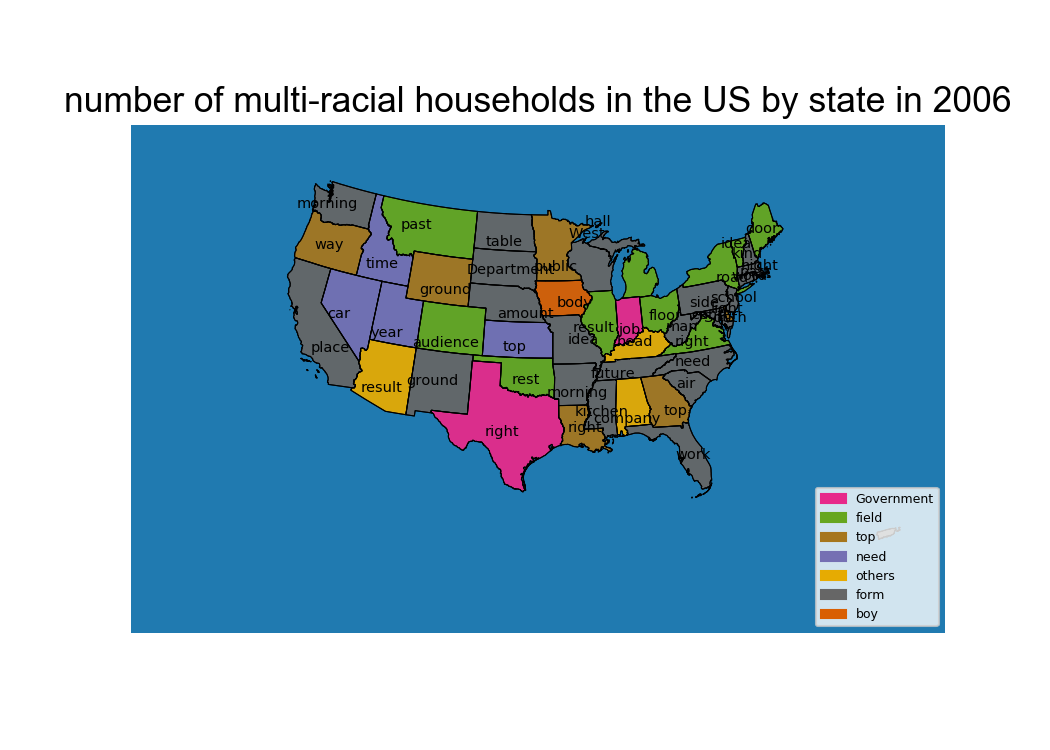 number of multi-racial households in the US by state in 2006
morning
past
hall
West
door
way
table
idea
kind
time
Department
public
night
ground
road
school
car
amount
body
side
year
result
floor
job
man
South
place
audience
top
idea
head
right
result
ground
rest
future
need
morning
air
kitchen
company
top
right
right
work
Government
field
top
need
others
form
boy